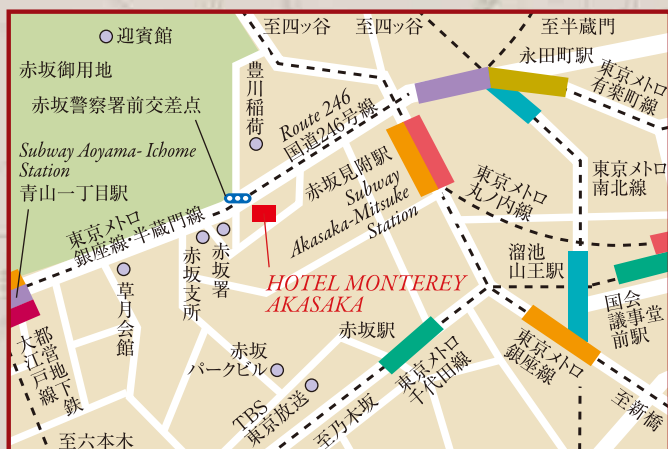 至四ッ谷
至四ッ谷
至半蔵門
迎賓館
永田町駅
赤坂御用地
豊川稲荷
東京メトロ
有楽町線
赤坂警察署前交差点
Route 246
国道246号線
Subway Aoyama- Ichome
Station
青山一丁目駅
赤坂見附駅
Subway
Akasaka-Mitsuke
Station
東京メトロ
丸ノ内線
東京メトロ
南北線
東京メトロ
銀座線・半蔵門線
赤坂署
赤坂支所
溜池
山王駅
草月会館
HOTEL MONTEREY
AKASAKA
国会
議事堂
前駅
大都
江営
戸地
線下
鉄
赤坂駅
東京メトロ
千代田線
東京メトロ
銀座線
赤坂
パークビル
TBS
東京放送
至乃木坂
至新橋
至六本木